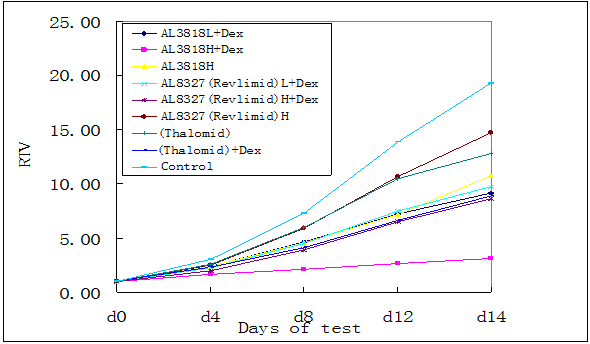 25.00
20.00
15.00
10.00
5.00
0.00
RTV
AL3818L+Dex
AL3818H+Dex
AL3818H
AL8327(Revlimid)L+Dex
AL8327(Revlimid)H+Dex
AL8327(Revlimid)H
(Thalomid)
(Thalomid)+Dex
Control
d0 d4 d8 d12 d14
Days of test